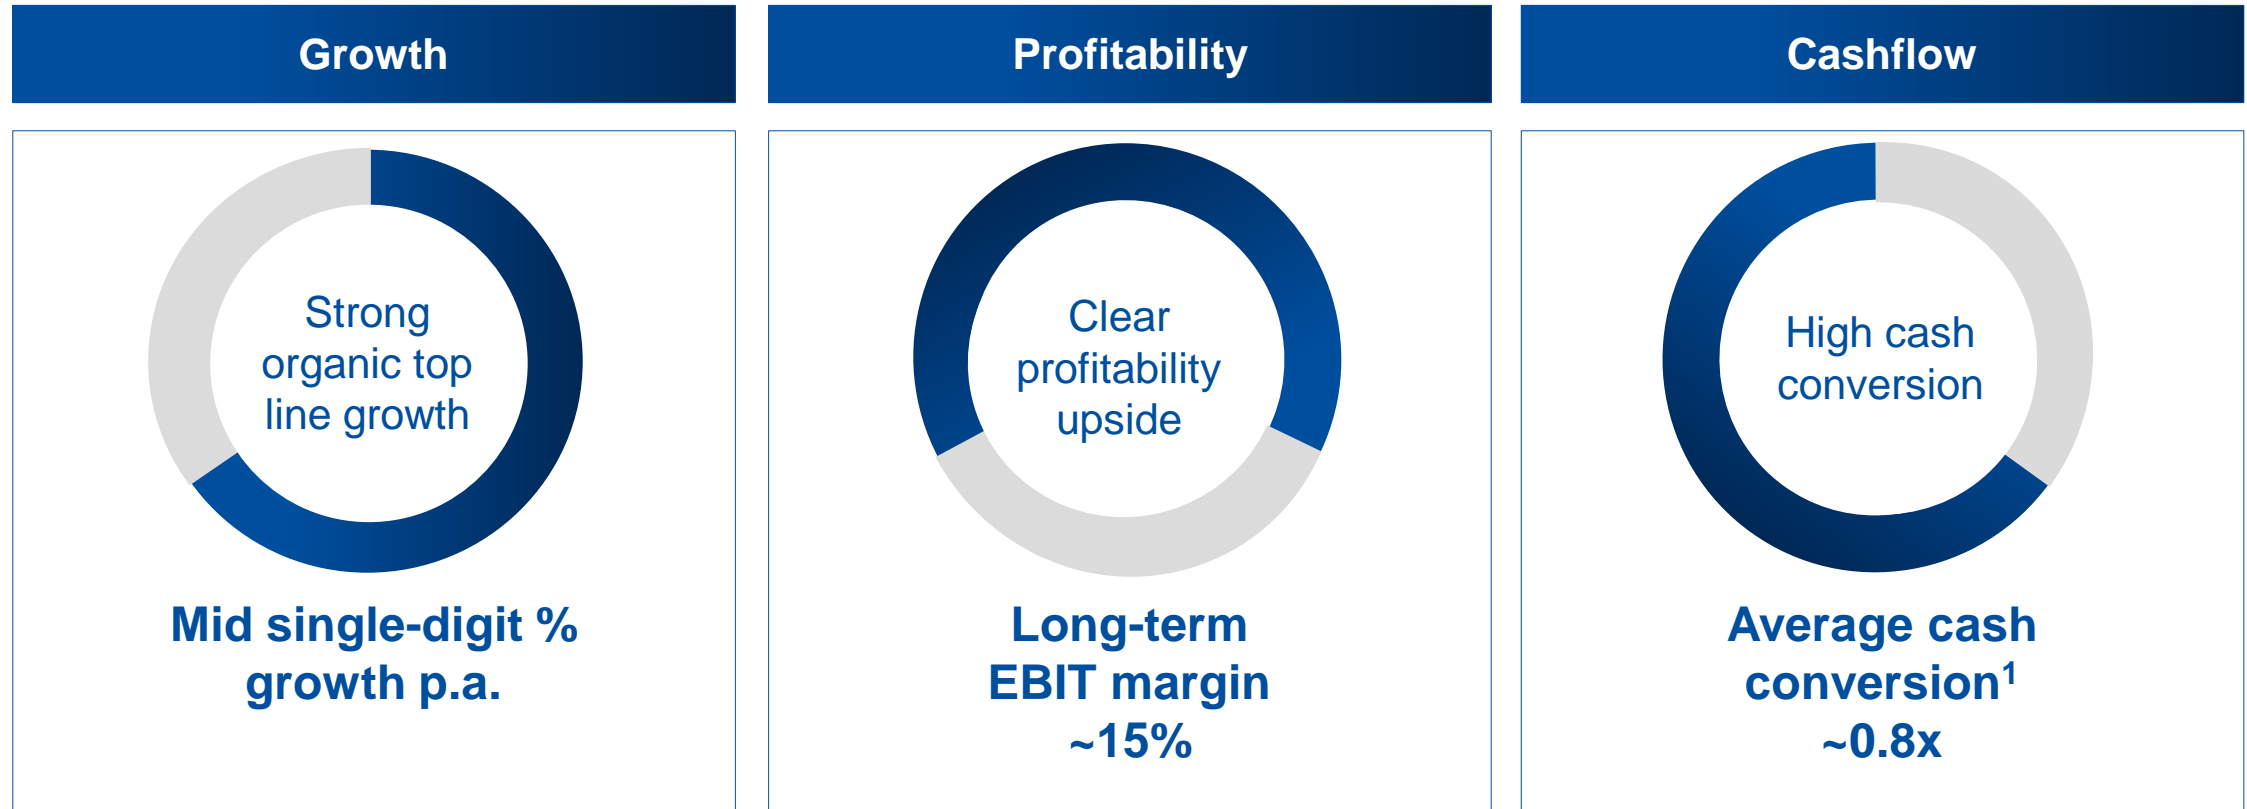 Growth
Strong
organic top
line growth
Mid single-digit %
growth p.a.
Profitability
Clear
profitability
upside
Long-term
EBIT margin
~15%
Cashflow
High cash
conversion
Average cash
conversion¹
~0.8x